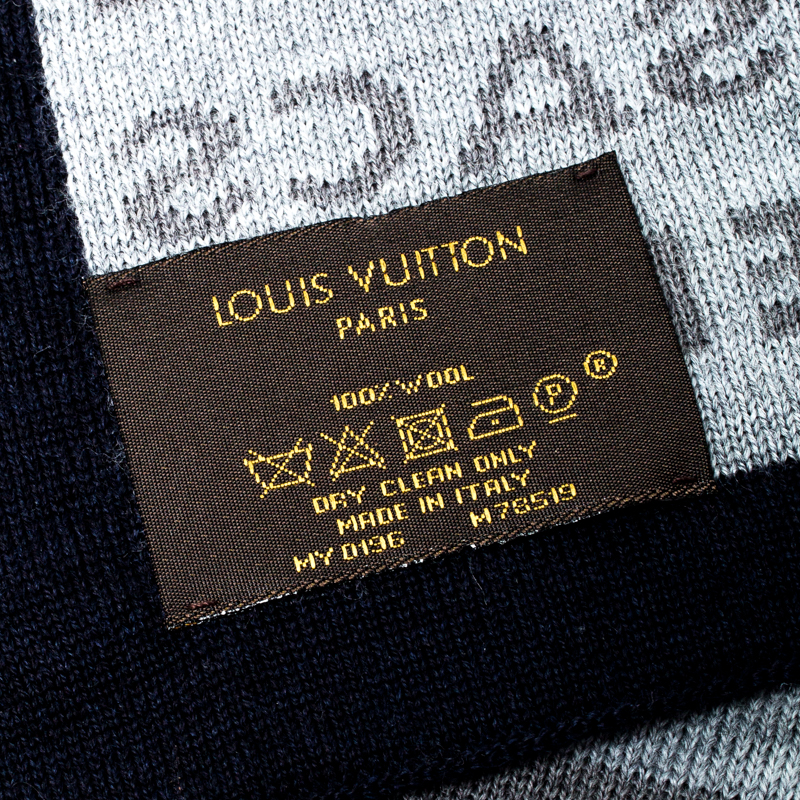 LOUIS VUITTON
PARIS
100% WOOL
P ®
DRY CLEAN ONLY
MADE IN ITALY
MY 0196 M78519